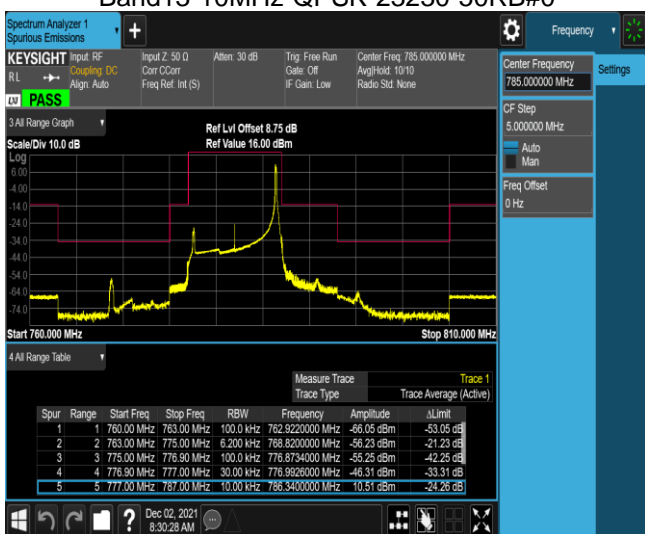 Band13-10MHz-QPSK-23230-50RB#0
Spectrum Analyzer 1
Spurious Emissions
Frequency
KEYSIGHT Input: RF Input Z: 50 Ω Atten: 30 dB Trig: Free Run Center Freq: 785.000000 MHz
RL Coupling: DC Corr CCorr Gate: Off Avg|Hold: 10/10
Align: Auto Freq Ref: Int (S) IF Gain: Low Radio Std: None
LXI PASS
Center Frequency
785.000000 MHz
Settings
CF Step
5.000000 MHz
Auto
Man
Freq Offset
0 Hz
3 All Range Graph
Ref Lvl Offset 8.75 dB
Scale/Div 10.0 dB Ref Value 16.00 dBm
Log
6.00
-4.00
-14.0
-24.0
-34.0
-44.0
-54.0
-64.0
-74.0
Start 760.000 MHz Stop 810.000 MHz
4 All Range Table
Measure Trace Trace 1
Trace Type Trace Average (Active)
Spur Range Start Freq Stop Freq RBW Frequency Amplitude ΔLimit
1 1 760.00 MHz 763.00 MHz 100.0 kHz 762.9220000 MHz -66.05 dBm -53.05 dB
2 2 763.00 MHz 775.00 MHz 6.200 kHz 768.8200000 MHz -56.23 dBm -21.23 dB
3 3 775.00 MHz 776.90 MHz 100.0 kHz 776.8734000 MHz -55.25 dBm -42.25 dB
4 4 776.90 MHz 777.00 MHz 30.00 kHz 776.9926000 MHz -46.31 dBm -33.31 dB
5 5 777.00 MHz 787.00 MHz 10.00 kHz 786.3400000 MHz 10.51 dBm -24.26 dB
Dec 02, 2021
8:30:28 AM